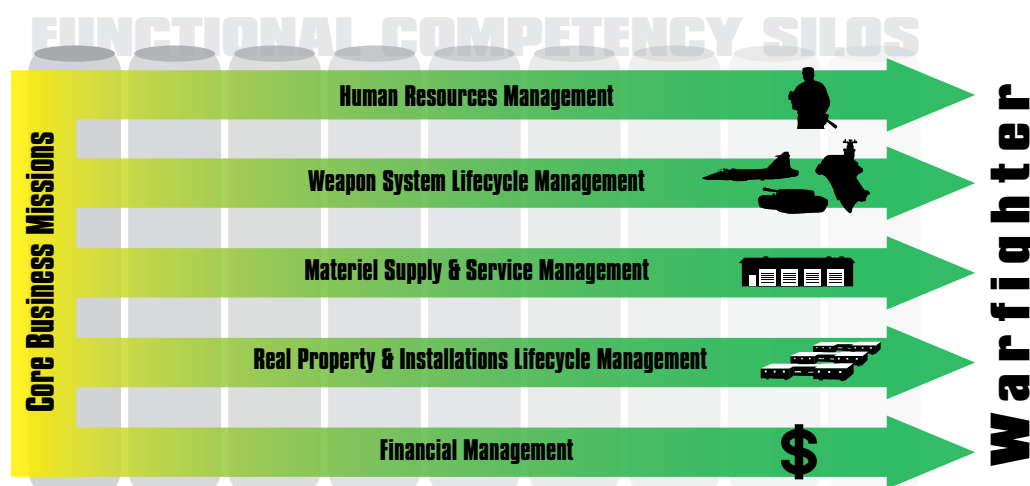 FUNCTIONAL COMPETENCY SILOS
Core Business Missions
Human Resources Management
Weapon System Lifecycle Management
Materiel Supply & Service Management
Real Property & Installations Lifecycle Management
Financial Management
$
Warfighter